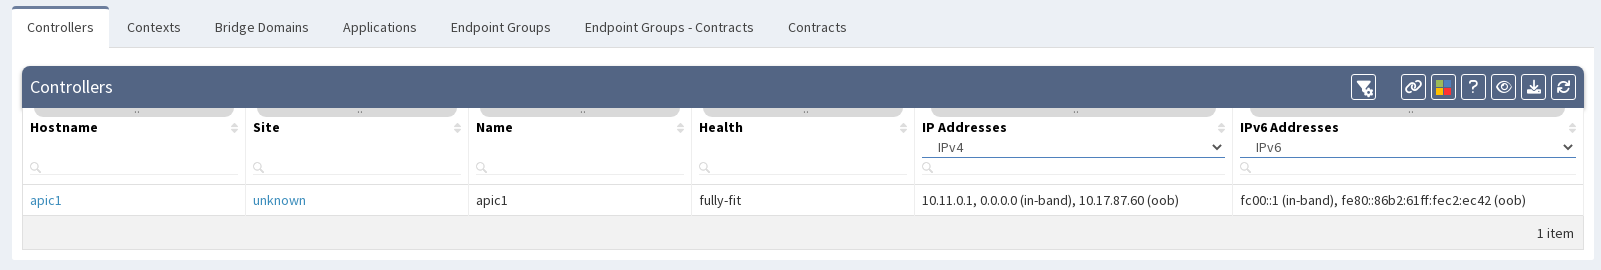 Controllers Contexts Bridge Domains Applications Endpoint Groups Endpoint Groups - Contracts Contracts
Controllers ?
Hostname Site Name Health IP Addresses IPv6 Addresses
IPv4 IPv6
apic1 unknown apic1 fully-fit 10.11.0.1, 0.0.0.0 (in-band), 10.17.87.60 (oob) fc00::1 (in-band), fe80::86b2:61ff:fec2:ec42 (oob)
1 item